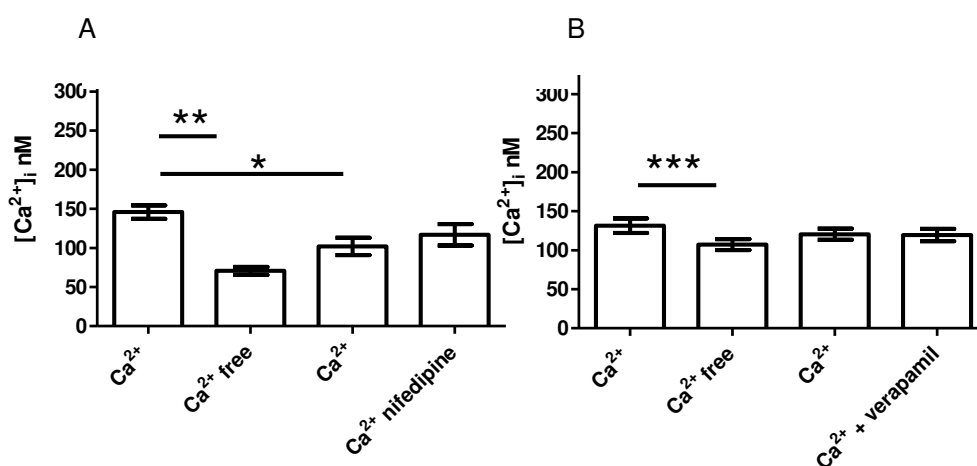 A
B
300
250
200
150
100
50
0
[Ca²⁺]ᵢ nM
**
*
Ca²⁺
Ca²⁺ free
Ca²⁺
Ca²⁺ nifedipine
300
250
200
150
100
50
0
[Ca²⁺]ᵢ nM
***
Ca²⁺
Ca²⁺ free
Ca²⁺
Ca²⁺ + verapamil